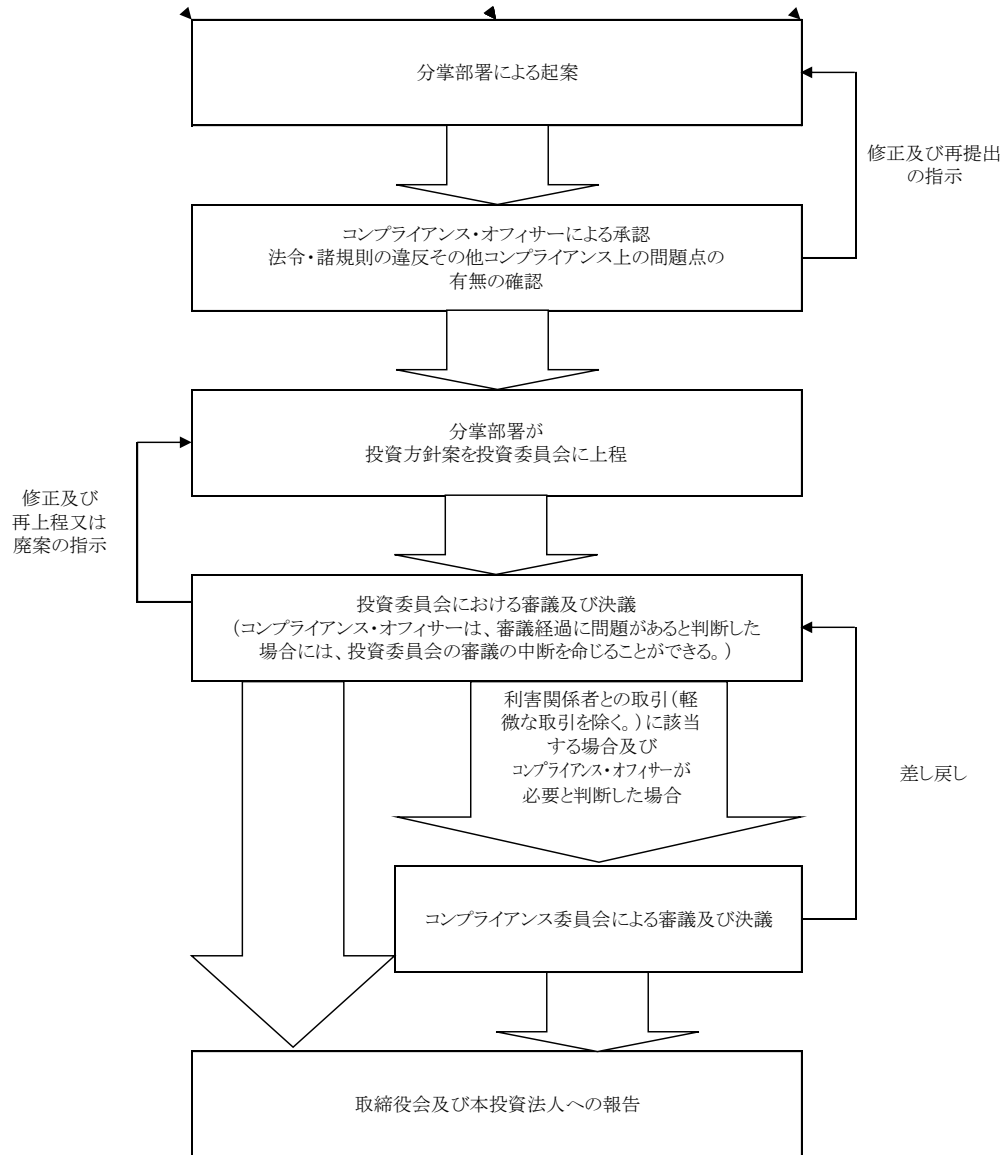 分掌部署による起案
修正及び再提出
の指示
コンプライアンス・オフィサーによる承認
法令・諸規則の違反その他コンプライアンス上の問題点の
有無の確認
分掌部署が
投資方針案を投資委員会に上程
修正及び
再上程又は
廃案の指示
投資委員会における審議及び決議
(コンプライアンス・オフィサーは、審議経過に問題があると判断した
場合には、投資委員会の審議の中断を命じることができる。)
利害関係者との取引(軽
微な取引を除く。)に該当
する場合及び
コンプライアンス・オフィサーが
必要と判断した場合
差し戻し
コンプライアンス委員会による審議及び決議
取締役会及び本投資法人への報告